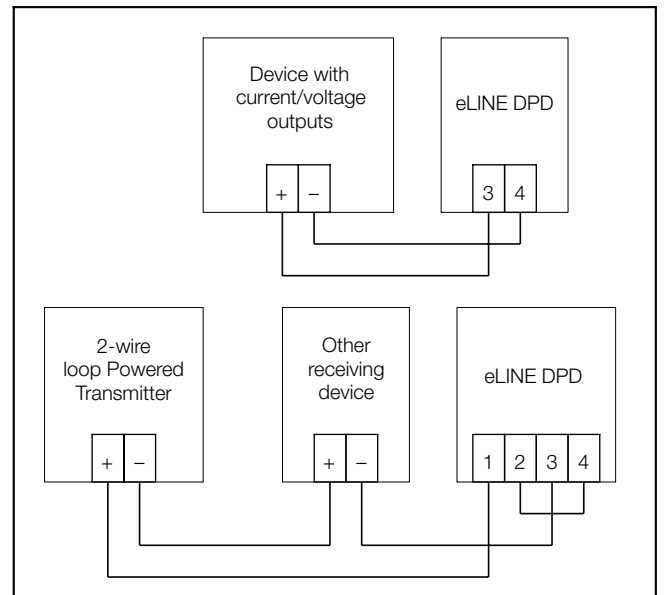 Device with
current/voltage
outputs
eLINE DPD
+ –
3 4
2-wire
loop Powered
Transmitter
Other
receiving
device
eLINE DPD
+ –
+ –
1 2 3 4